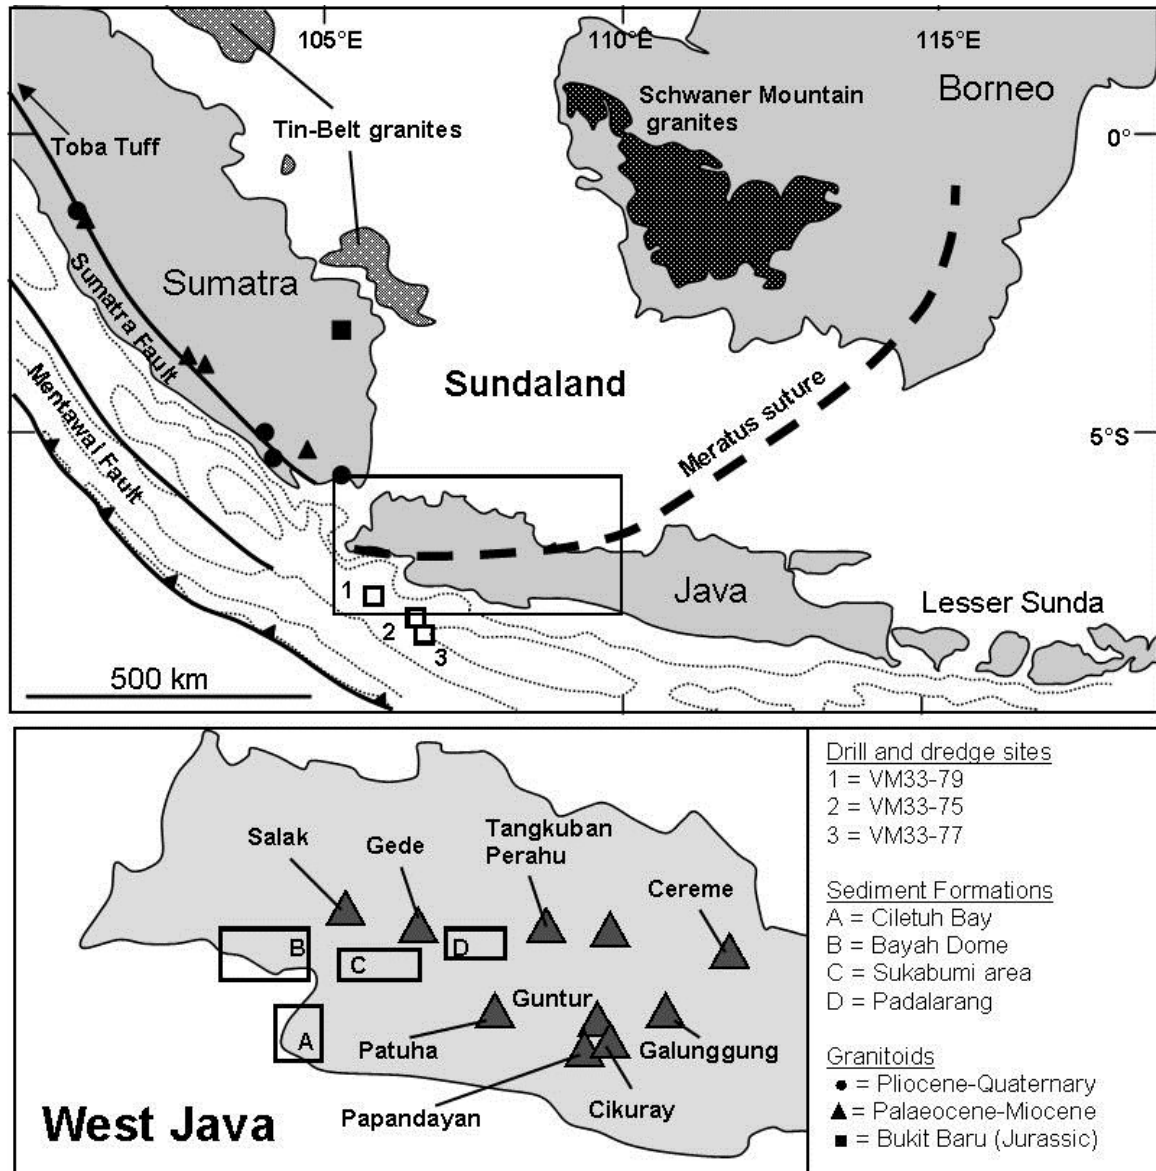 105°E
110°E
115°E
Borneo
Schwaner Mountain
granites
Tin-Belt granites
Toba Tuff
0°
Sumatra
Sumatra Fault
Mentawai Fault
Sundaland
Meratus suture
5°S
1
2
3
Java
Lesser Sunda
500 km
Salak
Gede
Tangkuban
Perahu
Cereme
B
C
D
A
Guntur
Patuha
Galunggung
Papandayan
Cikuray
West Java
Drill and dredge sites
1 = VM33-79
2 = VM33-75
3 = VM33-77
Sediment Formations
A = Ciletuh Bay
B = Bayah Dome
C = Sukabumi area
D = Padalarang
Granitoids
● = Pliocene-Quaternary
▲ = Palaeocene-Miocene
■ = Bukit Baru (Jurassic)